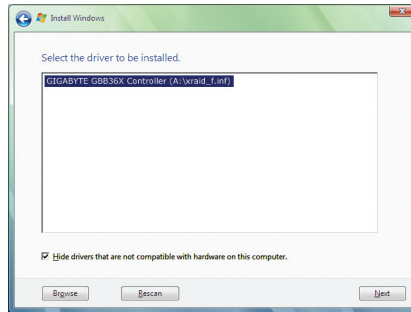 Install Windows
Select the driver to be installed.
GIGABYTE GBB36X Controller (A:\xraid_f.inf)
Hide drivers that are not compatible with hardware on this computer.
Browse
Rescan
Next